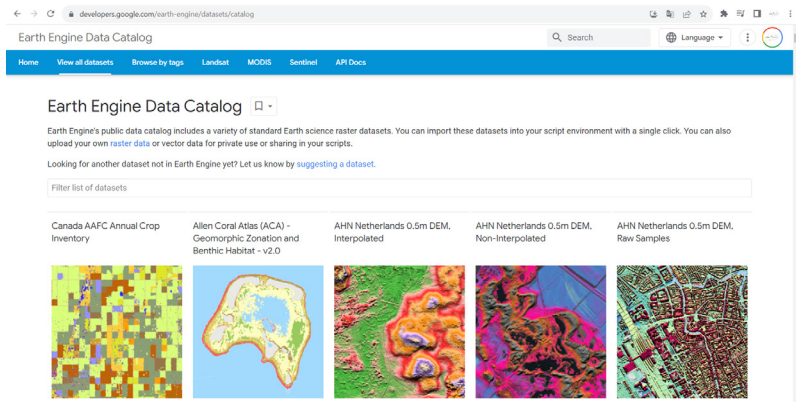 developers.google.com/earth-engine/datasets/catalog
Earth Engine Data Catalog
Search
Language
Home
View all datasets
Browse by tags
Landsat
MODIS
Sentinel
API Docs
Earth Engine Data Catalog
Earth Engine's public data catalog includes a variety of standard Earth science raster datasets. You can import these datasets into your script environment with a single click. You can also
upload your own raster data or vector data for private use or sharing in your scripts.
Looking for another dataset not in Earth Engine yet? Let us know by suggesting a dataset.
Filter list of datasets
Canada AAFC Annual Crop
Inventory
Allen Coral Atlas (ACA) -
Geomorphic Zonation and
Benthic Habitat - v2.0
AHN Netherlands 0.5m DEM,
Interpolated
AHN Netherlands 0.5m DEM,
Non-Interpolated
AHN Netherlands 0.5m DEM,
Raw Samples